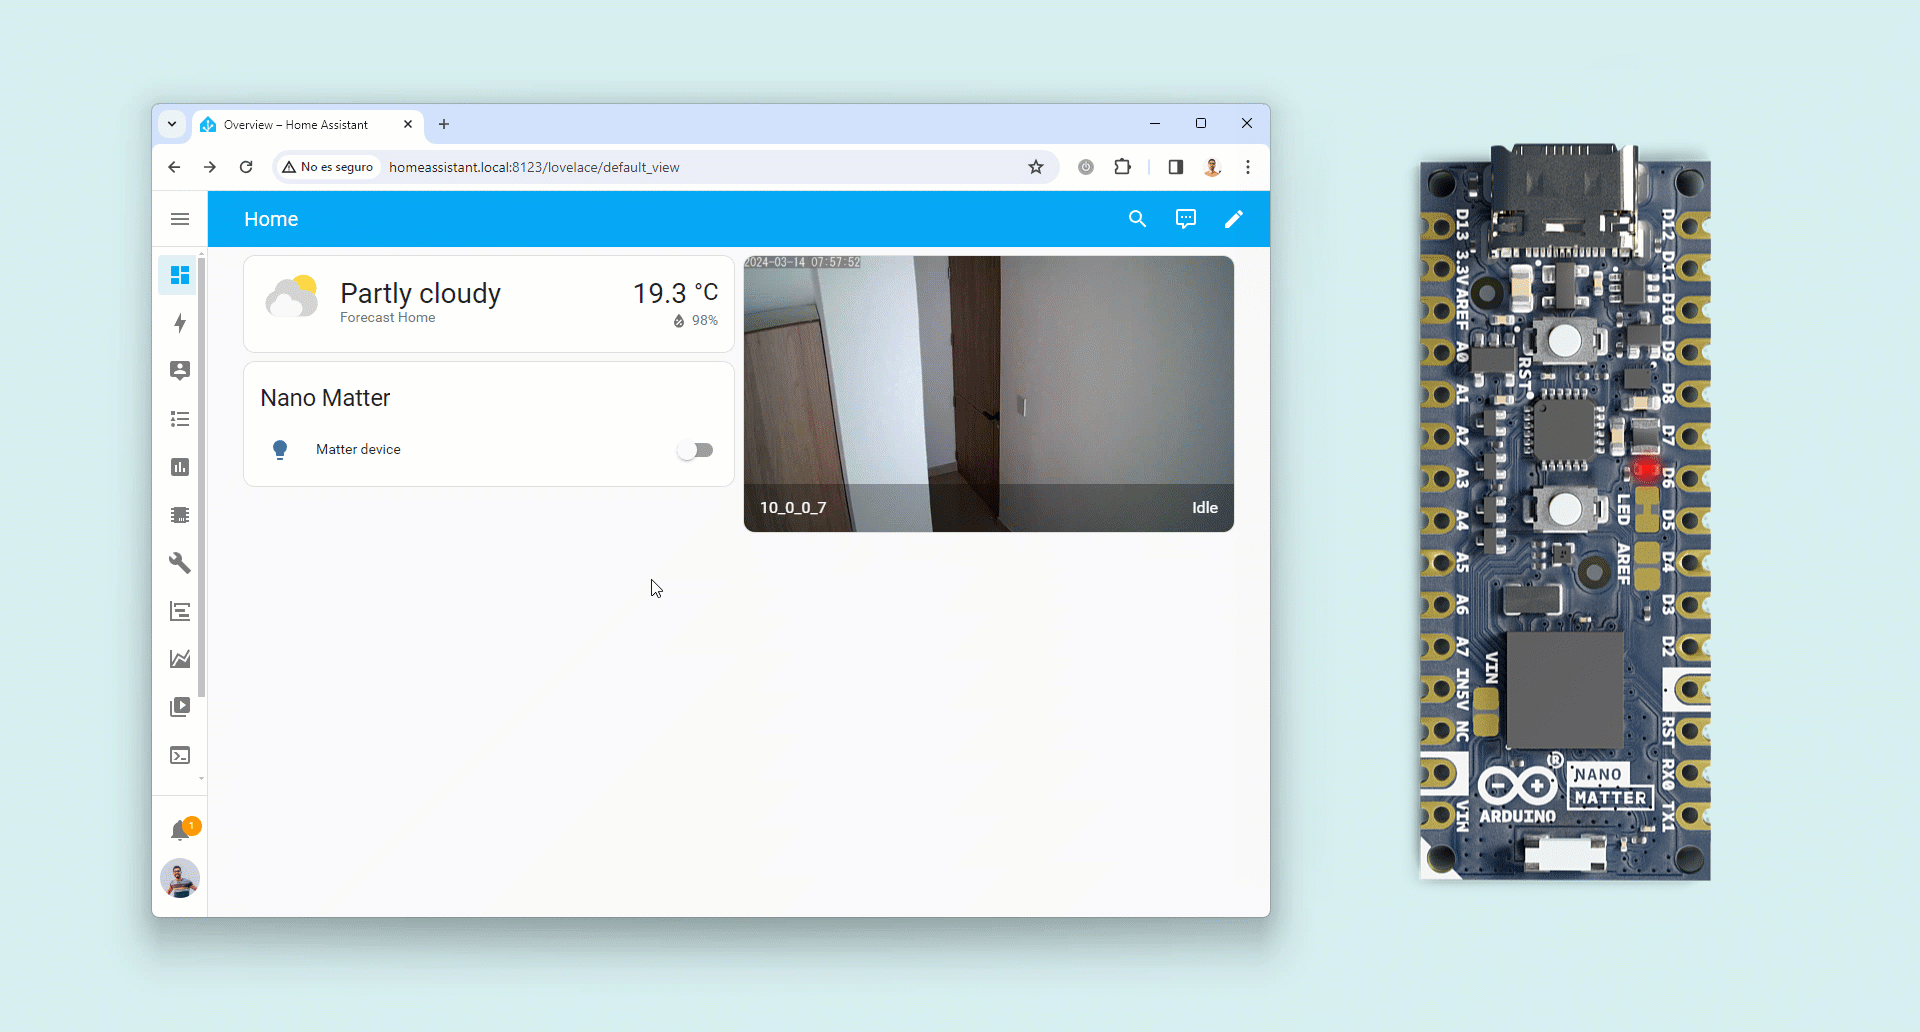 Overview – Home Assistant
No es seguro
homeassistant.local:8123/lovelace/default_view
Home
Partly cloudy
Forecast Home
19.3 °C
98%
Nano Matter
Matter device
2024-03-14 07:57:52
10_0_0_7
Idle
1
D13
3.3V
AREF
A0
A1
A2
A3
A4
A5
A6
A7
IN5V
NC
VIN
D12
D11
D10
D9
D8
D7
D6
D5
D4
D3
D2
RST
RX0
TX1
RST
LED
AREF
VIN
®
ARDUINO
NANO
MATTER